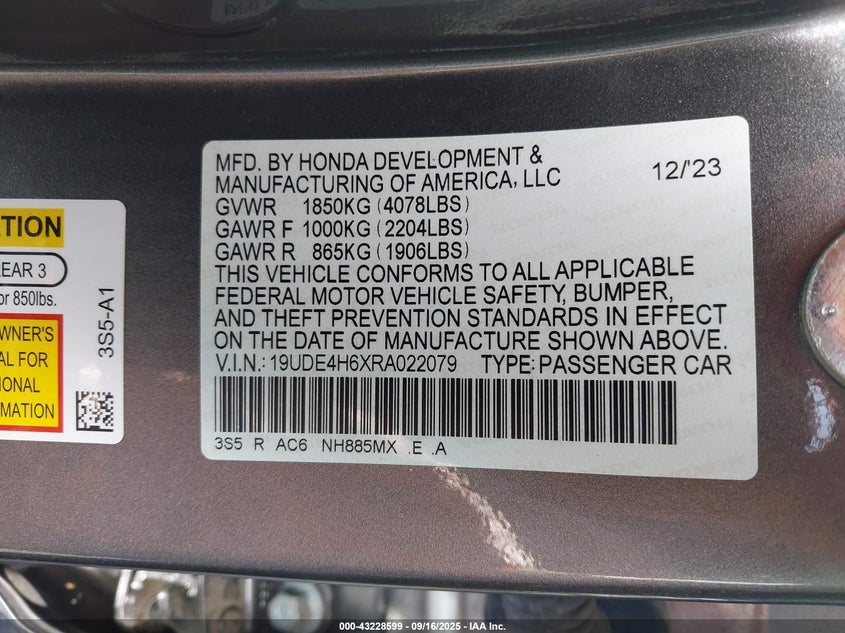 MFD. BY HONDA DEVELOPMENT &
MANUFACTURING OF AMERICA, LLC 12/'23
GVWR 1850KG (4078LBS)
GAWR F 1000KG (2204LBS)
GAWR R 865KG (1906LBS)
THIS VEHICLE CONFORMS TO ALL APPLICABLE
FEDERAL MOTOR VEHICLE SAFETY, BUMPER,
AND THEFT PREVENTION STANDARDS IN EFFECT
ON THE DATE OF MANUFACTURE SHOWN ABOVE.
V.I.N.: 19UDE4H6XRA022079 TYPE: PASSENGER CAR
3S5 R AC6 NH885MX .E .A
ATION
EAR 3
or 850lbs.
WNER'S
AL FOR
IONAL
MATION
3S5-A1
000-43228599 - 09/16/2025 - IAA Inc.